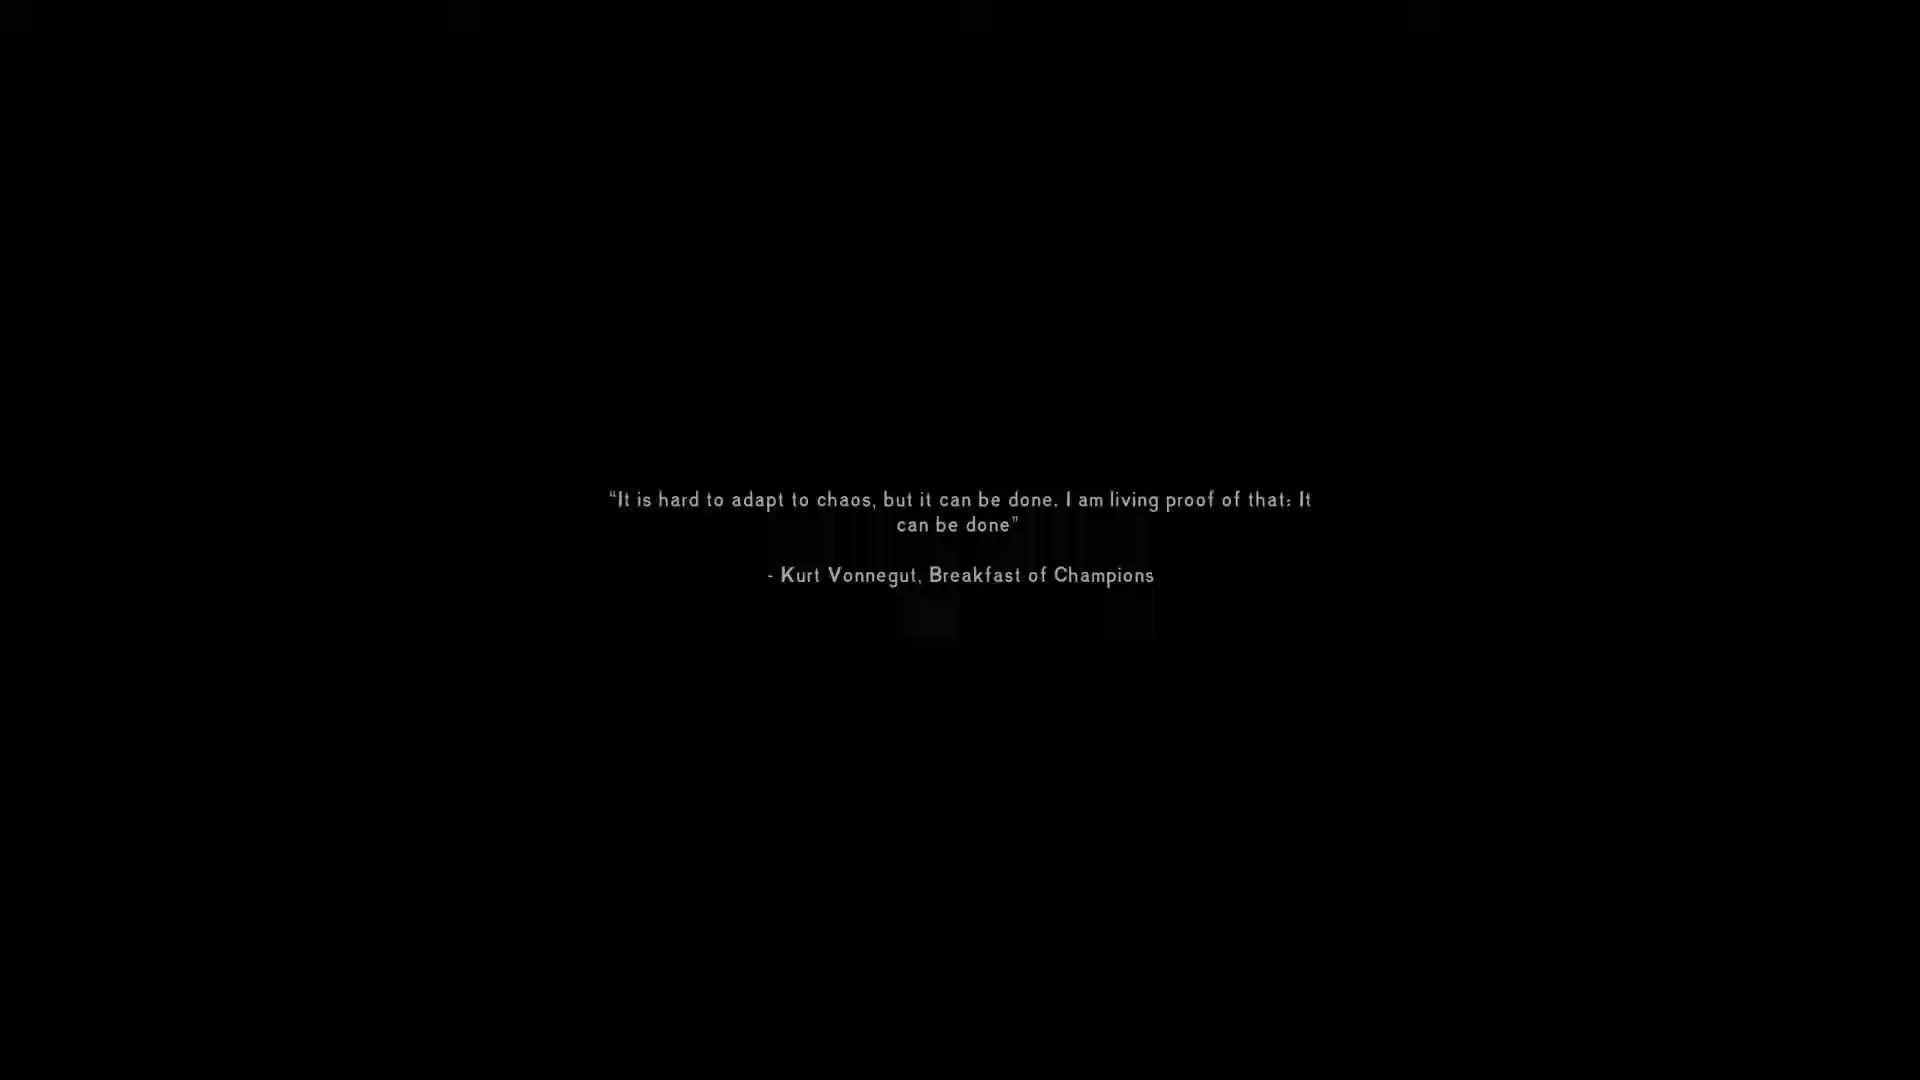 “It is hard to adapt to chaos, but it can be done. I am living proof of that: It
can be done”
- Kurt Vonnegut, Breakfast of Champions